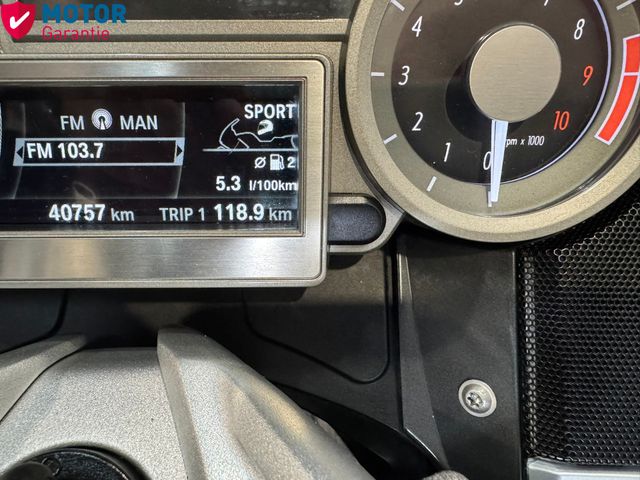 MOTOR
Garantie
FM MAN
FM 103.7
SPORT
Ø 2
5.3 l/100km
40757 km TRIP 1 118.9 km
0
1
2
3
4
8
9
10
rpm x 1000